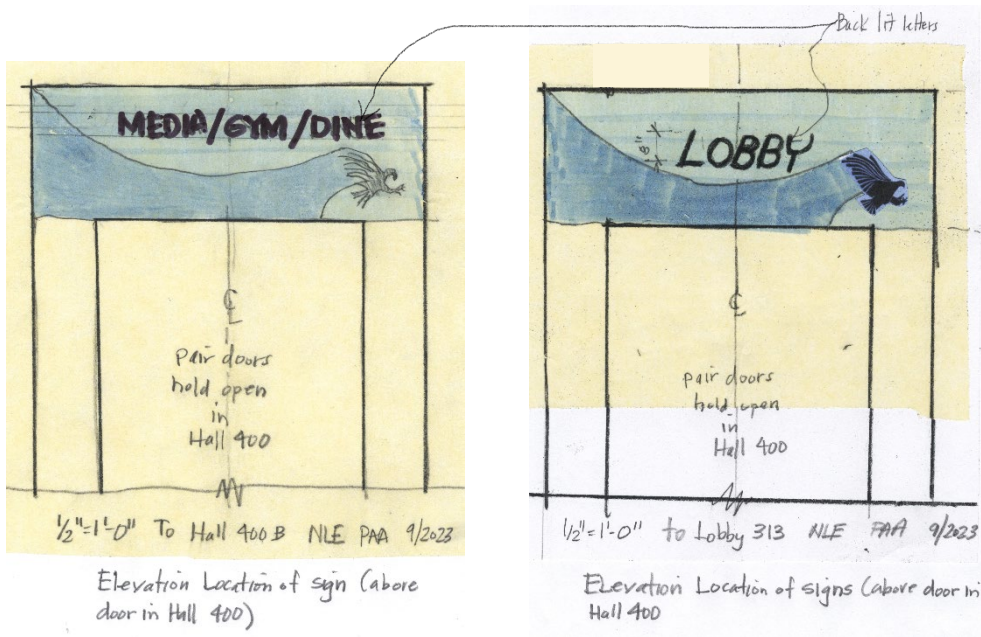 Back lit letters
MEDIA/GYM/DINE
LOBBY
8"
℄
pair doors
hold open
in
Hall 400
℄
pair doors
hold open
in
Hall 400
1/2"=1'-0" To Hall 400B NLE PAA 9/2023
1/2"=1'-0" to Lobby 313 NLE PAA 9/2023
Elevation Location of sign (above
door in Hall 400)
Elevation Location of signs (above door in
Hall 400